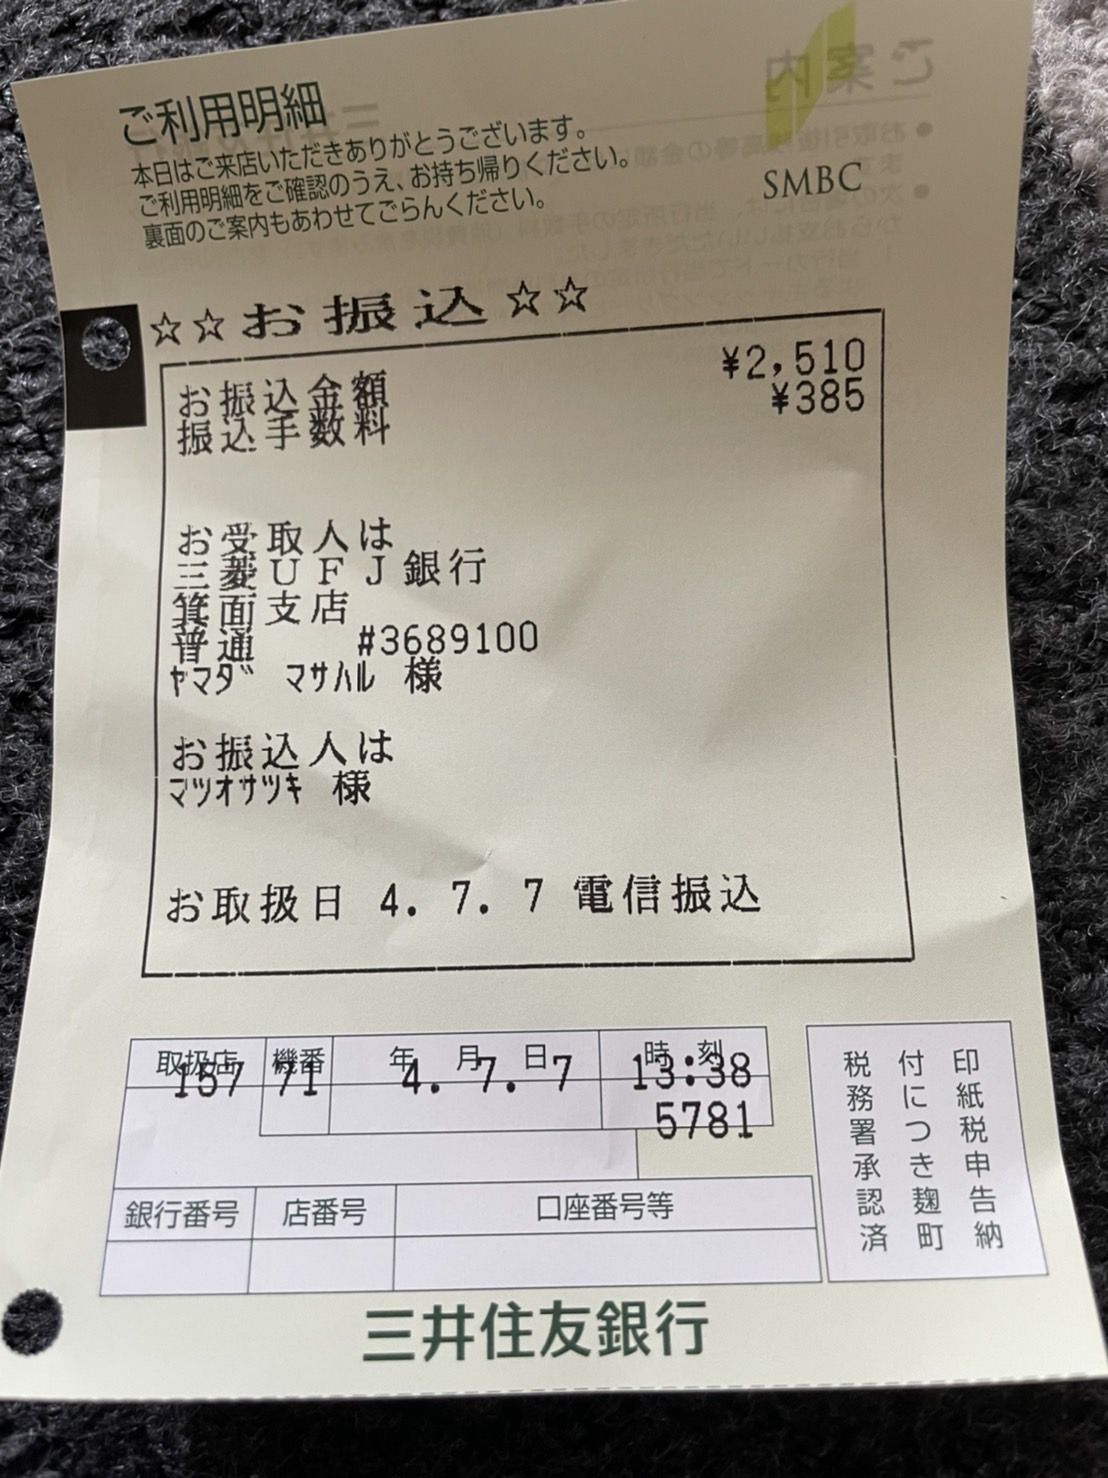 ご利用明細
本日はご来店いただきありがとうございます。
ご利用明細をご確認のうえ、お持ち帰りください。
裏面のご案内もあわせてごらんください。
SMBC
☆☆お振込☆☆
お振込金額 ¥2,510
振込手数料 ¥385
お受取人は
三菱UFJ銀行
箕面支店
普通 #3689100
ヤマダ マサハル 様
お振込人は
マツオサツキ 様
お取扱日 4. 7. 7 電信振込
取扱店 機番 年 月 日 時 刻
157 71 4. 7. 7 13:38
5781
銀行番号 店番号 口座番号等
印紙税申告納
付につき麹町
税務署承認済
三井住友銀行